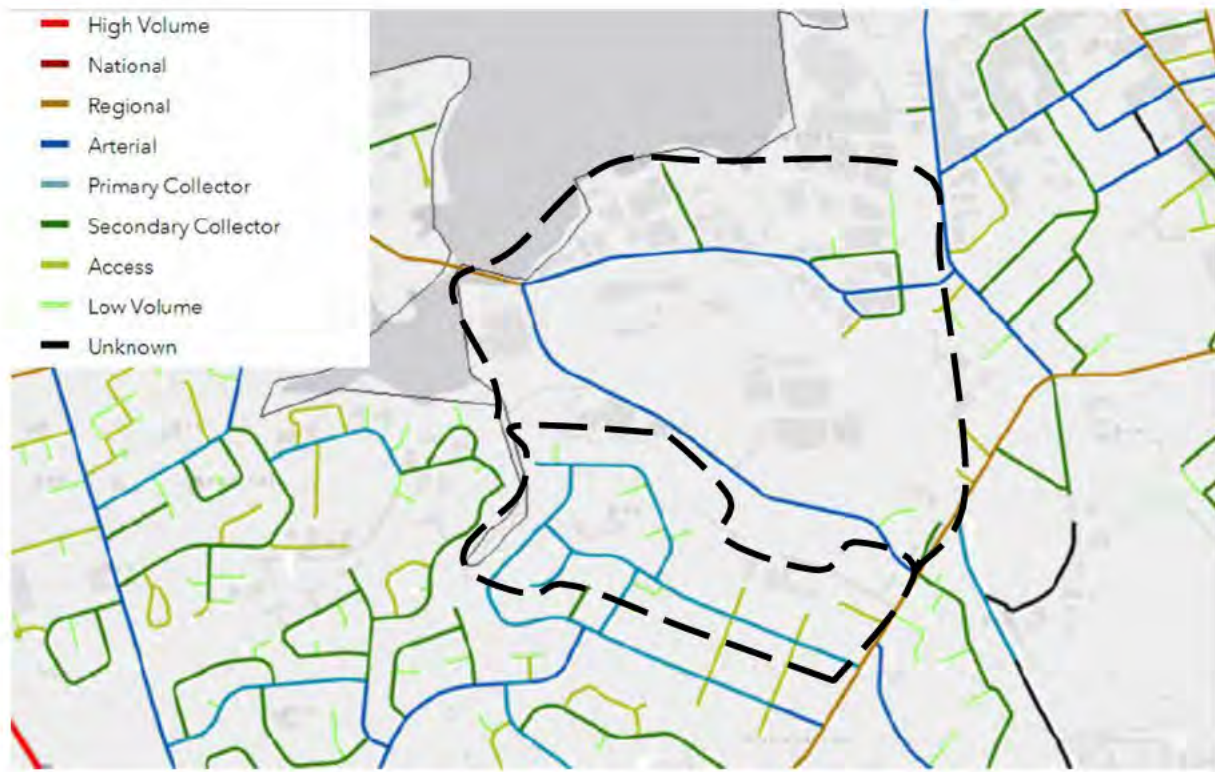 High Volume
National
Regional
Arterial
Primary Collector
Secondary Collector
Access
Low Volume
Unknown